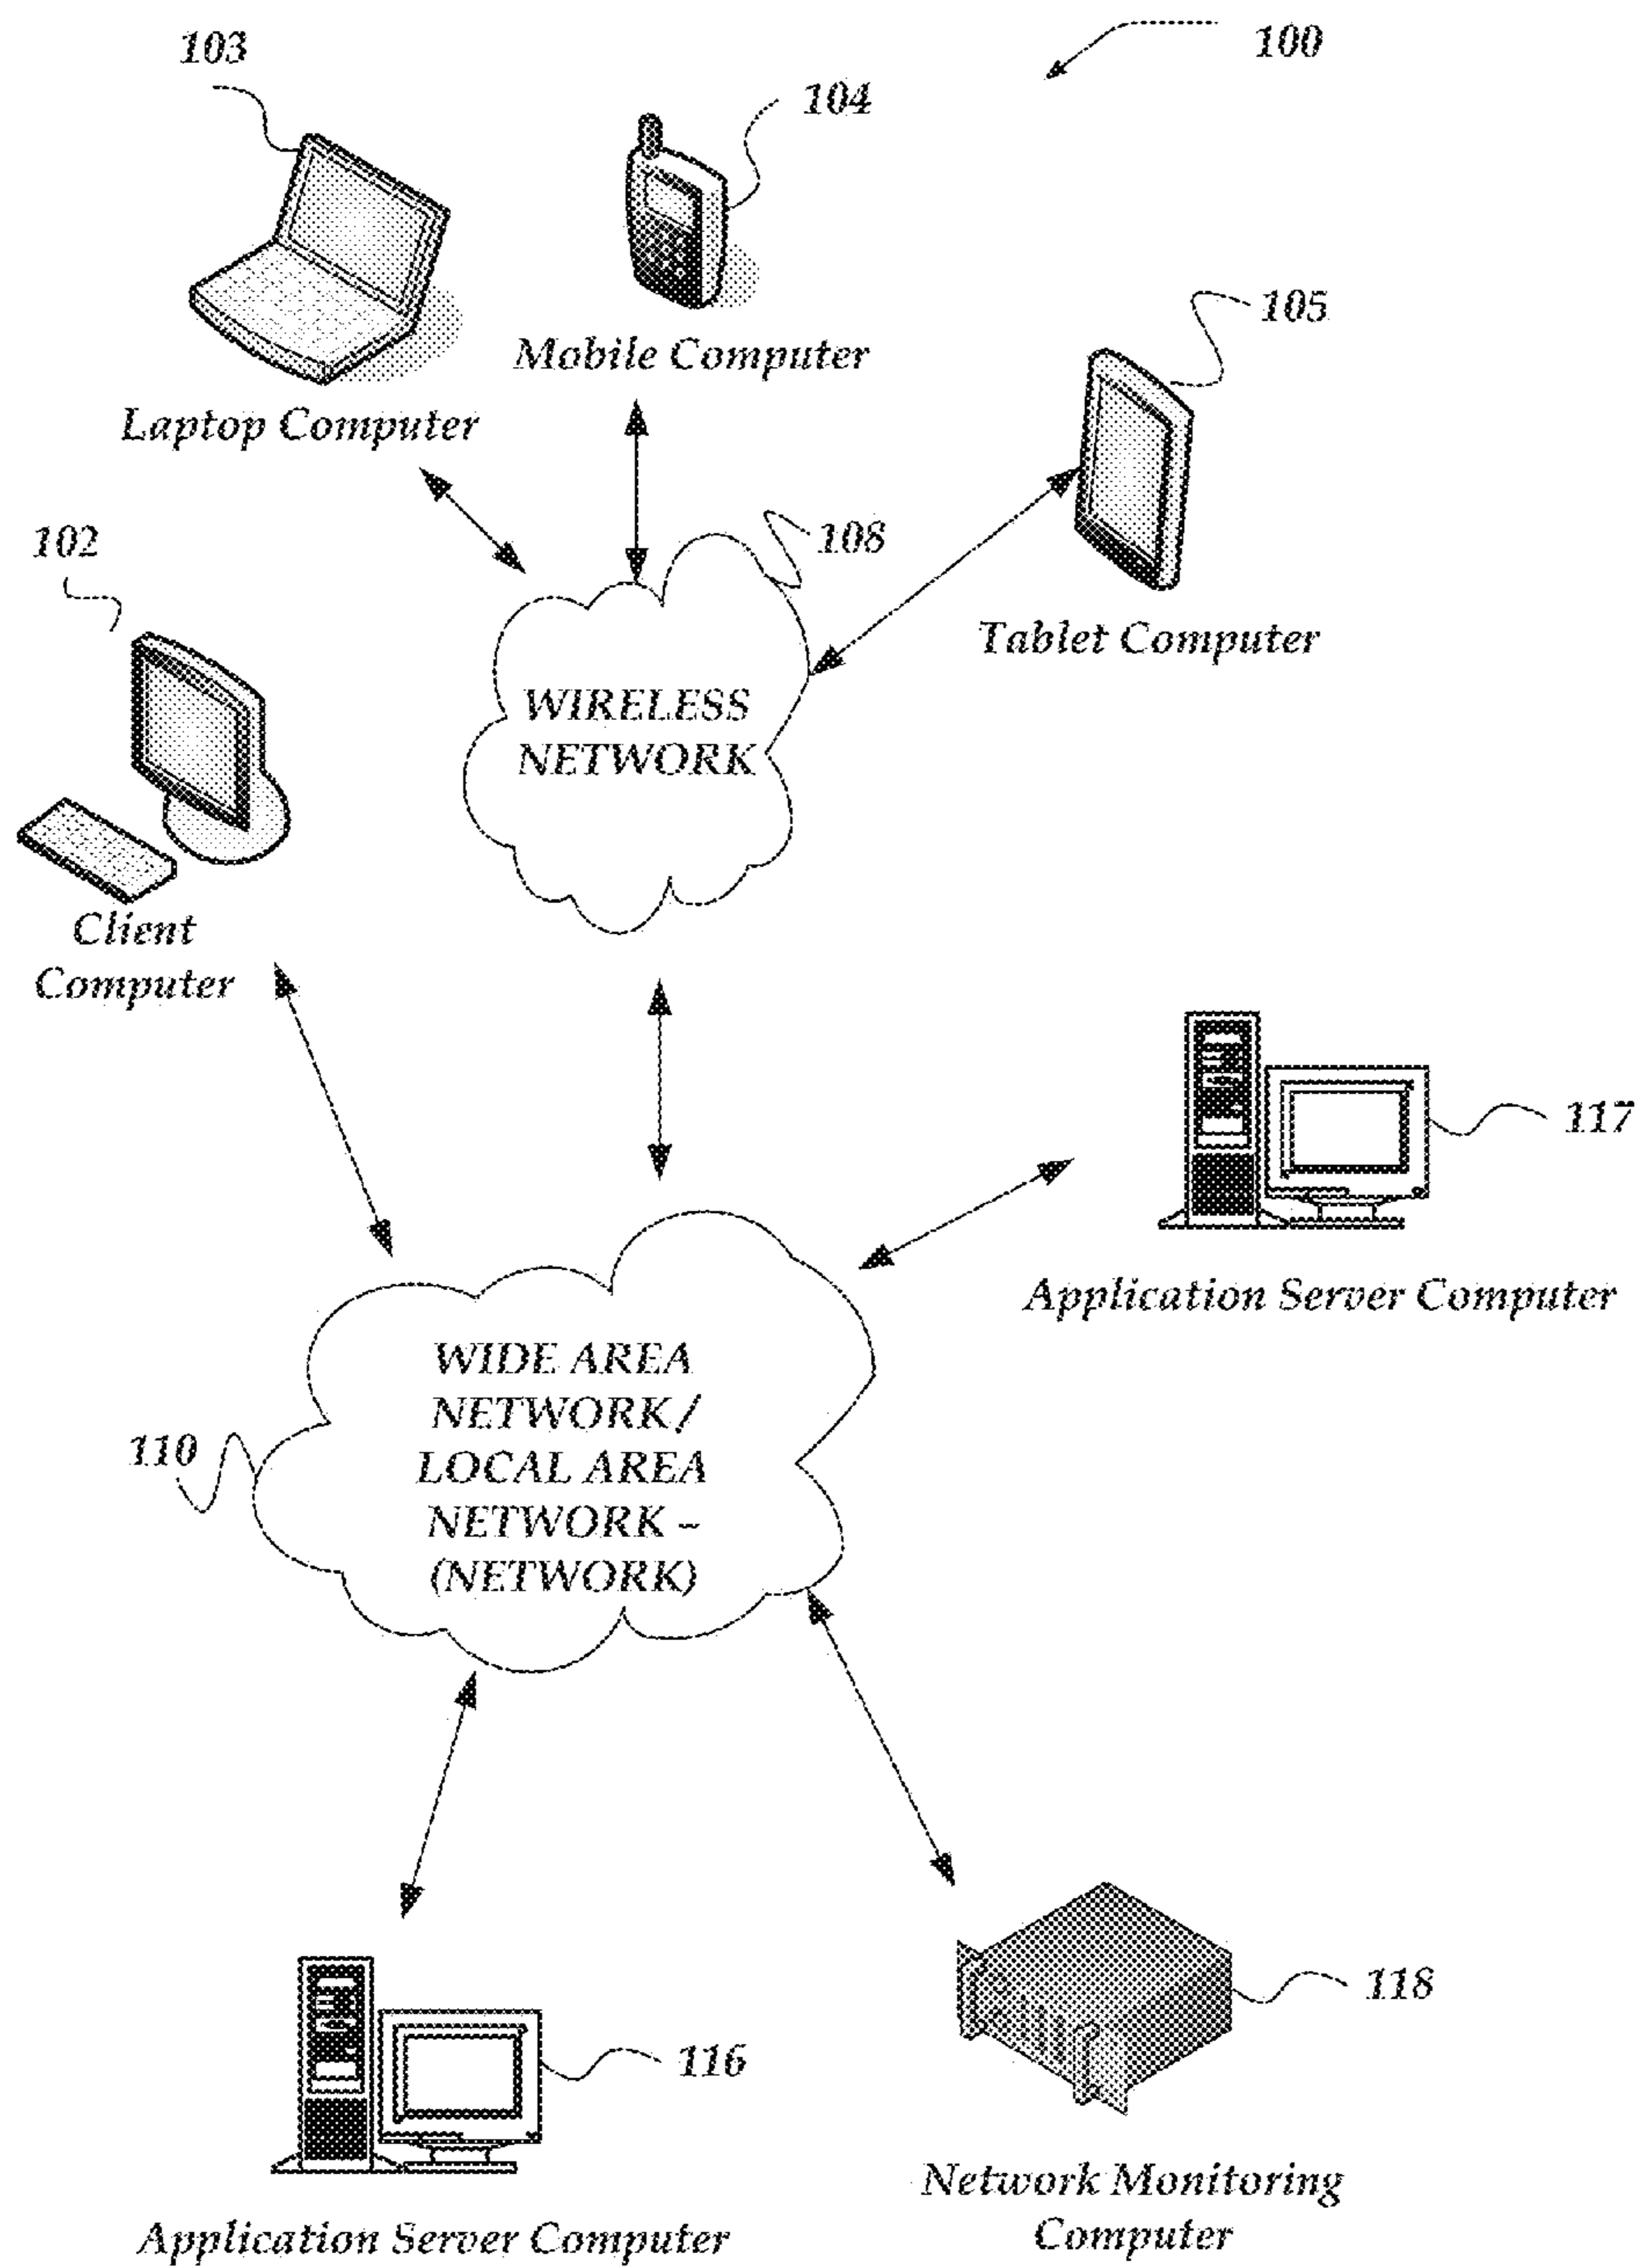 103
100
104
Mobile Computer
105
Laptop Computer
102
108
Tablet Computer
WIRELESS
NETWORK
Client
Computer
117
Application Server Computer
WIDE AREA
NETWORK /
LOCAL AREA
NETWORK –
(NETWORK)
110
118
116
Network Monitoring
Computer
Application Server Computer